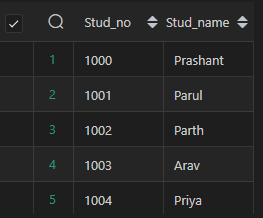 Stud_no Stud_name
1 1000 Prashant
2 1001 Parul
3 1002 Parth
4 1003 Arav
5 1004 Priya